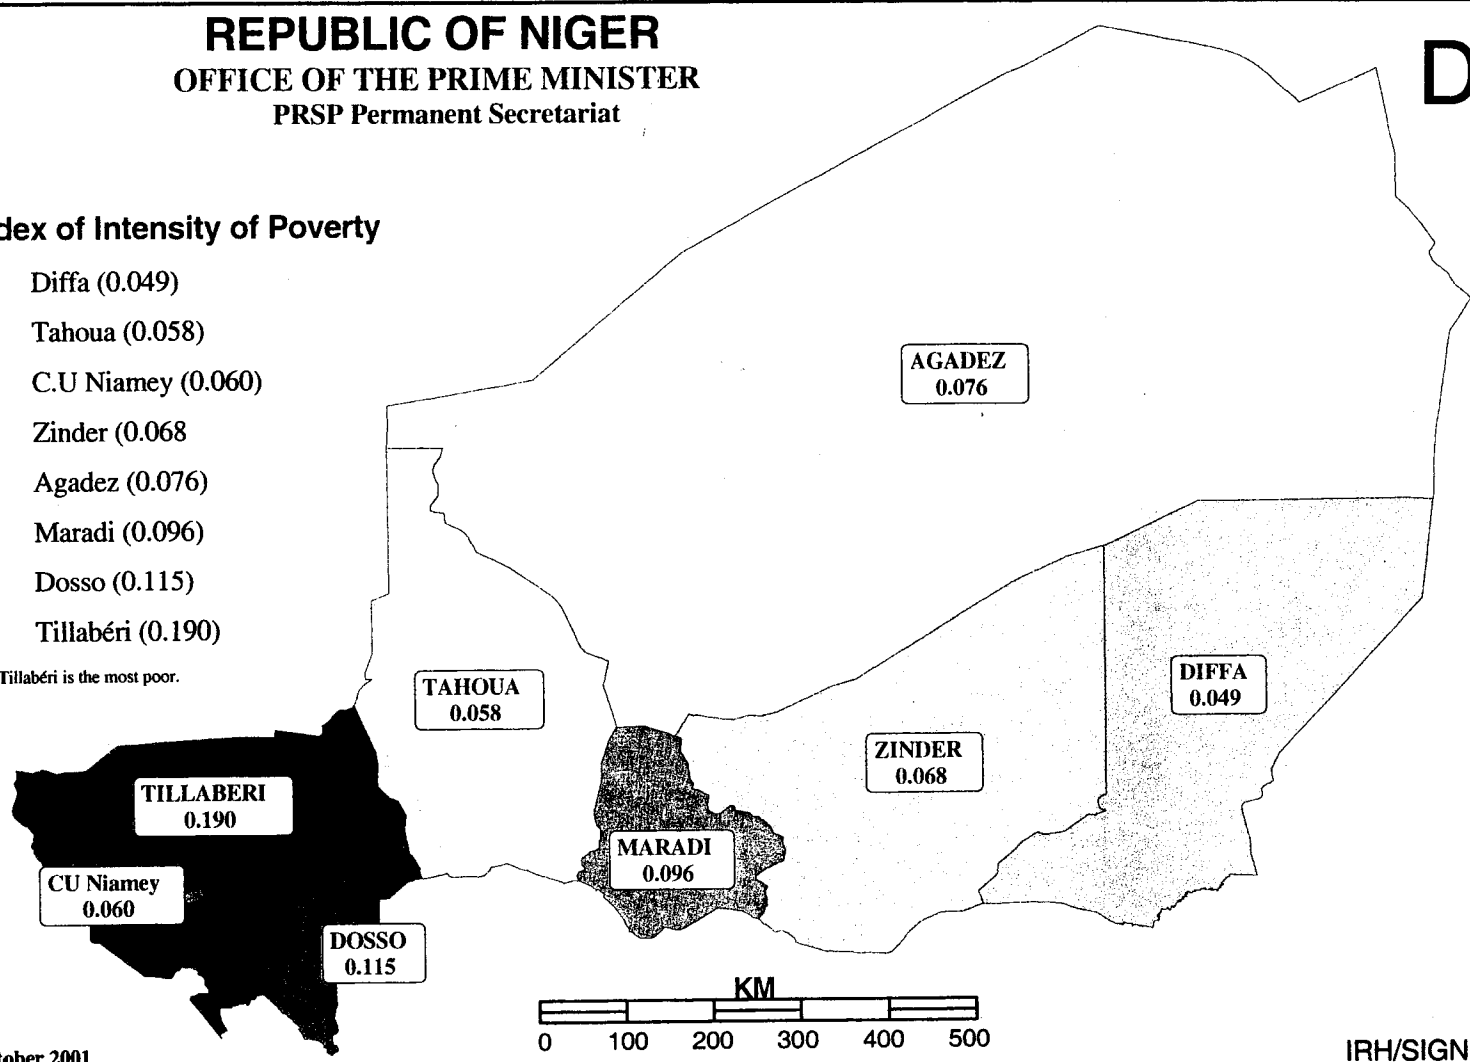 REPUBLIC OF NIGER
OFFICE OF THE PRIME MINISTER
PRSP Permanent Secretariat
D
dex of Intensity of Poverty
Diffa (0.049)
Tahoua (0.058)
C.U Niamey (0.060)
Zinder (0.068
Agadez (0.076)
Maradi (0.096)
Dosso (0.115)
Tillabéri (0.190)
Tillabéri is the most poor.
AGADEZ
0.076
TAHOUA
0.058
DIFFA
0.049
ZINDER
0.068
TILLABERI
0.190
MARADI
0.096
CU Niamey
0.060
DOSSO
0.115
KM
0 100 200 300 400 500
tober 2001
IRH/SIGN